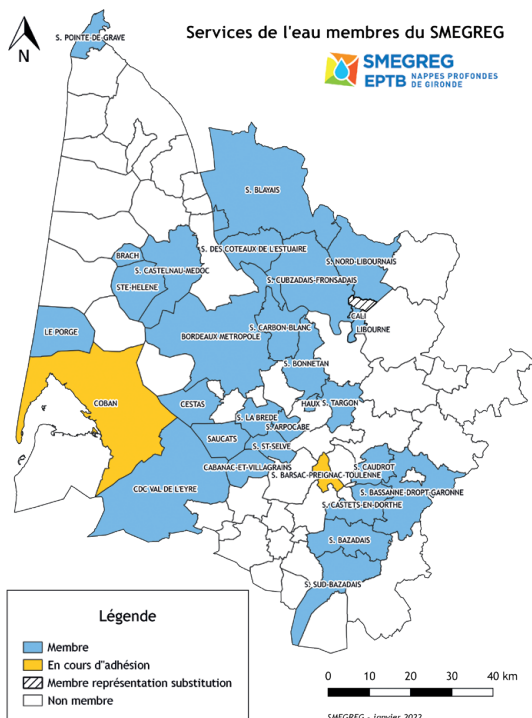 Services de l'eau membres du SMEGREG
SMEGREG
EPTB NAPPES PROFONDES
DE GIRONDE
N
S. POINTE-DE-GRAVE
S. BLAYAIS
S. DES COTEAUX-DE-L'ESTUAIRE
BRACH
S. NORD-LIBOURNAIS
S. CASTELNAU-MEDOC
S. CUBZADAIS-FRONSADAIS
STE-HELENE
CALI
LE PORGE
S. CARBON-BLANC
LIBOURNE
BORDEAUX METROPOLE
S. BONNETAN
COBAN
CESTAS
HAUX
S. TARGON
S. LA BREDE
S. ARPOCABE
SAUCATS
S. ST-SELVE
CABANAC-ET-VILLAGRAINS
S. CAUDROT
S. BARSAC-PREIGNAC-TOULENNE
CDC VAL DE L'EYRE
S. BASSANNE-DROPT-GARONNE
S. CASTETS-EN-DORTHE
S. BAZADAIS
S. SUD-BAZADAIS
Légende
Membre
En cours d"adhésion
Membre représentation substitution
Non membre
0 10 20 30 40 km
SMEGREG - janvier 2022